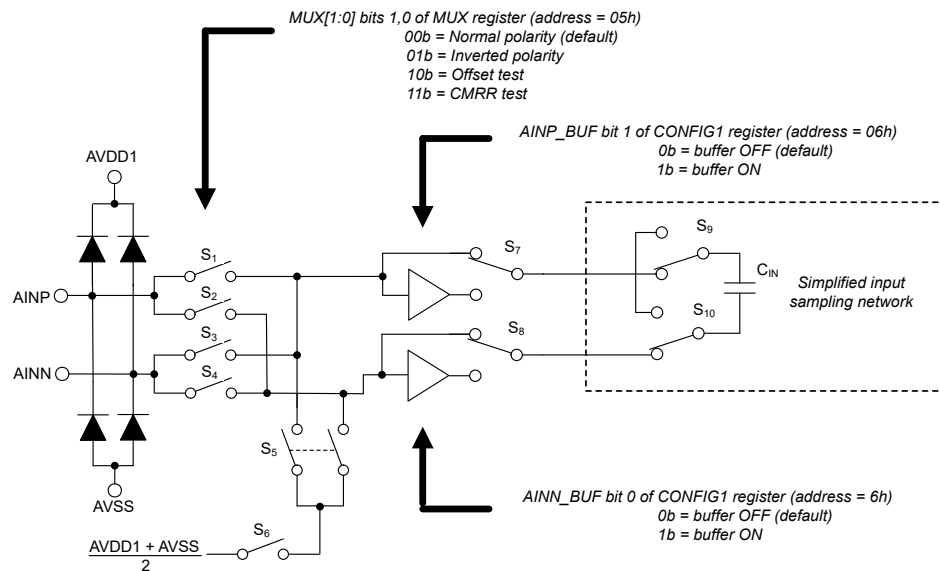 MUX[1:0] bits 1,0 of MUX register (address = 05h)
00b = Normal polarity (default)
01b = Inverted polarity
10b = Offset test
11b = CMRR test
AINP_BUF bit 1 of CONFIG1 register (address = 06h)
0b = buffer OFF (default)
1b = buffer ON
AVDD1
S1
S2
S3
S4
AINP
AINN
S7
S8
S9
S10
CIN
Simplified input
sampling network
S5
AVSS
S6
AVDD1 + AVSS
2
AINN_BUF bit 0 of CONFIG1 register (address = 6h)
0b = buffer OFF (default)
1b = buffer ON